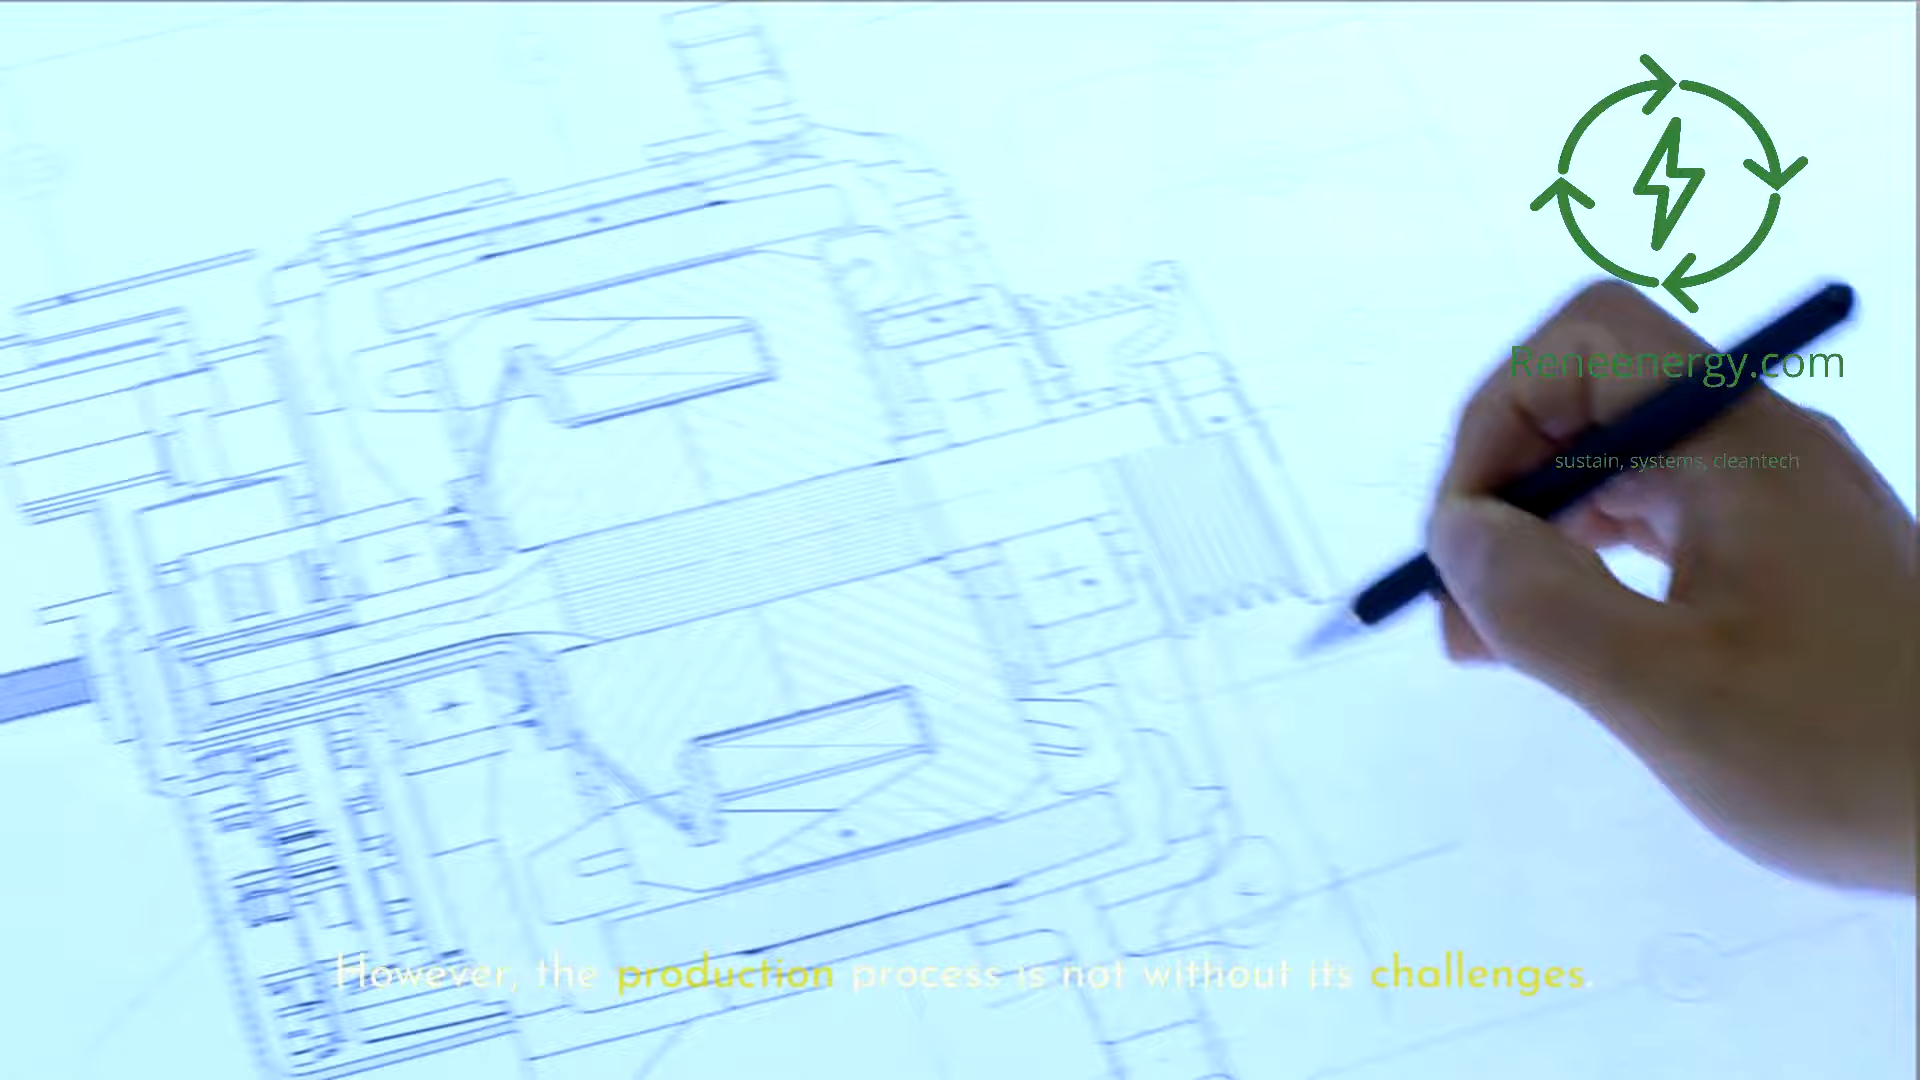 Reneenergy.com
sustain, systems, cleantech
However, the production process is not without its challenges.